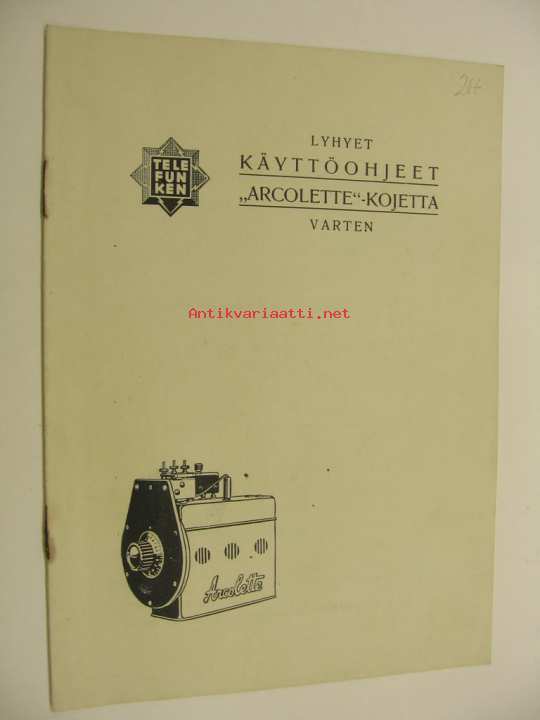 TELE
FUN
KEN
LYHYET
KÄYTTÖOHJEET
„ARCOLETTE“-KOJETTA
VARTEN
Antikvariaatti.net
Arcolette